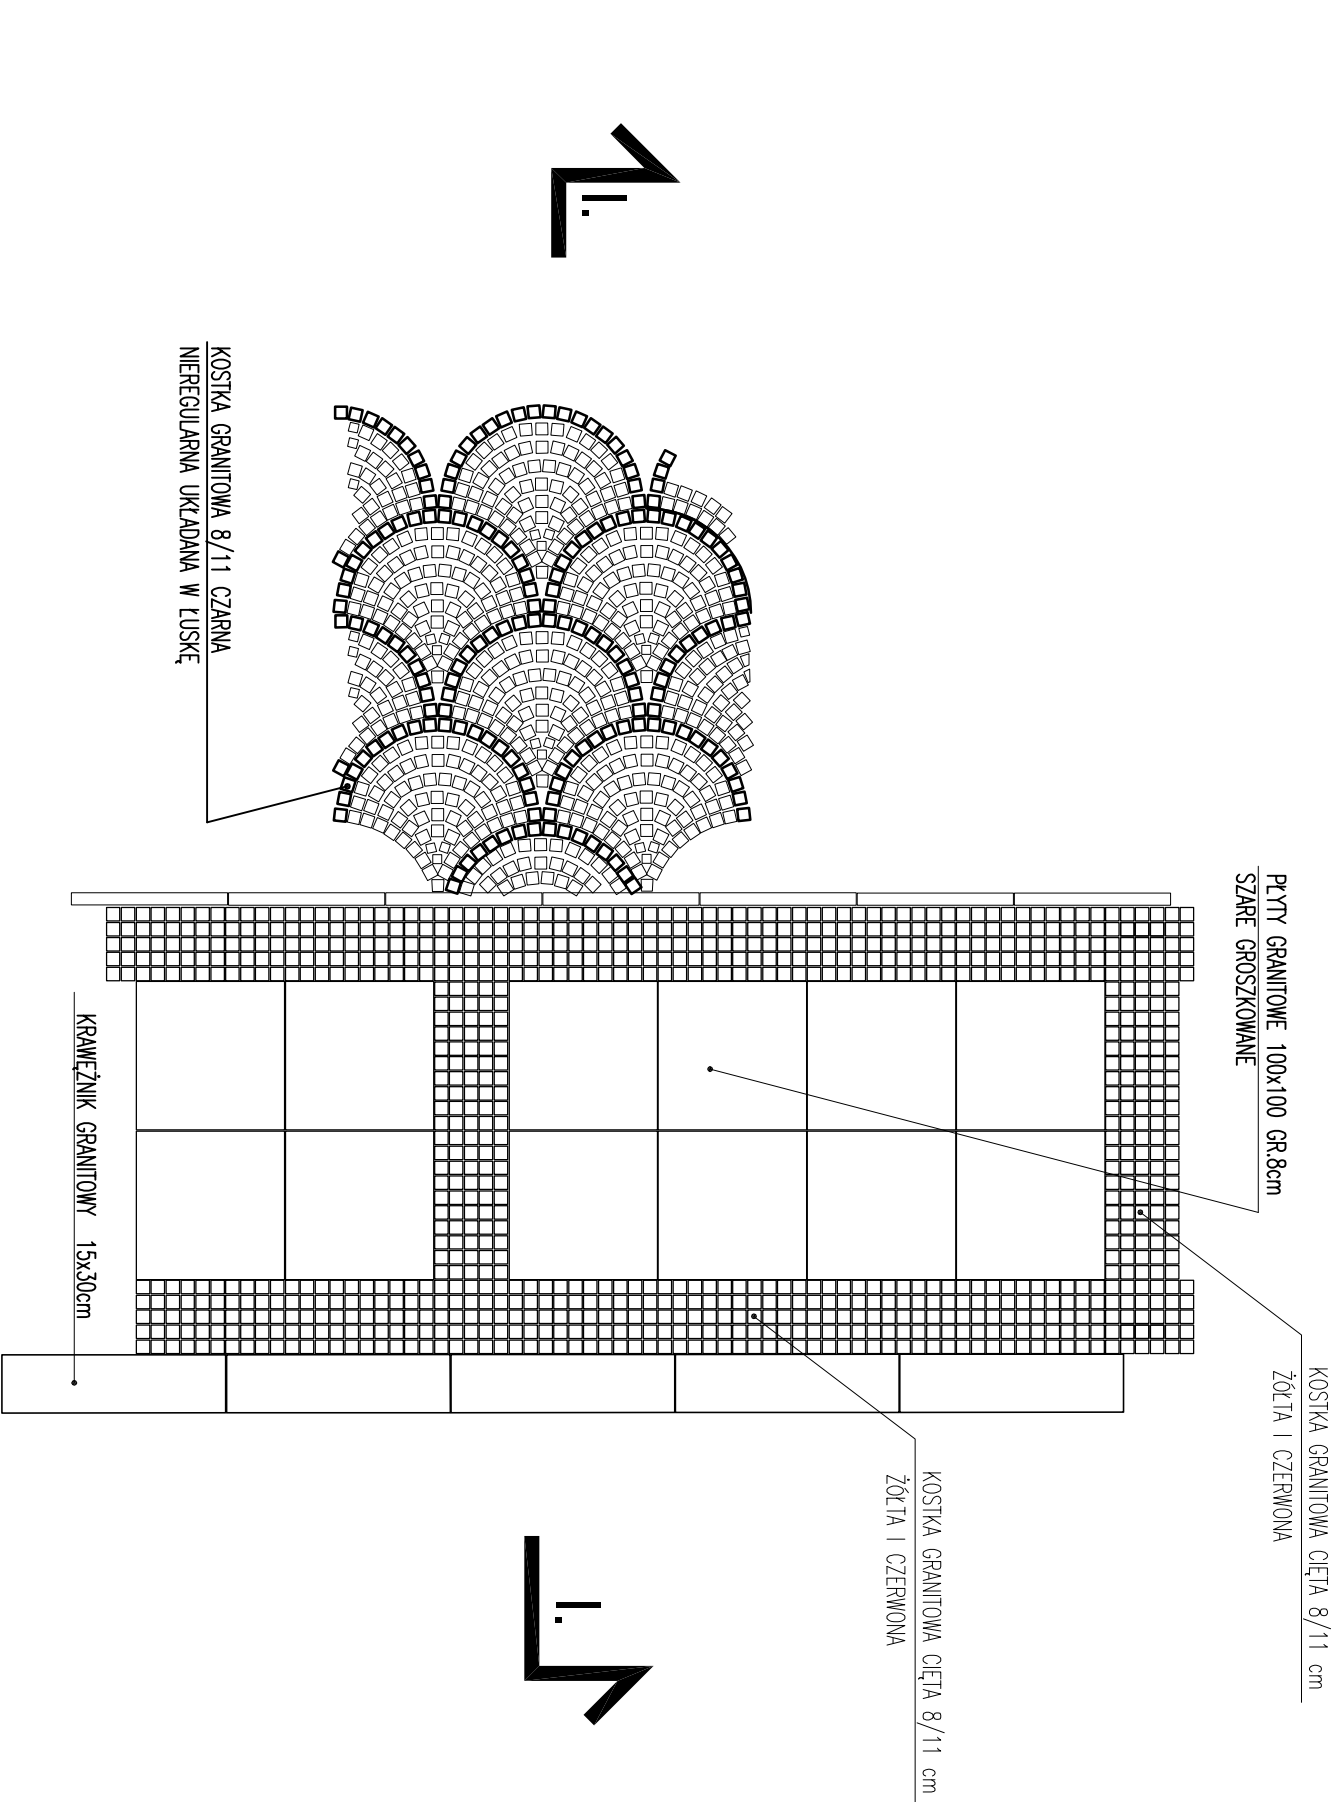 I.
KOSTKA GRANITOWA 8/11 CZARNA
NIEREGULARNA UKŁADANA W ŁUSKĘ
PŁYTY GRANITOWE 100x100 GR.8cm
SZARE GROSZKOWANE
KRAWĘŻNIK GRANITOWY 15x30cm
KOSTKA GRANITOWA CIĘTA 8/11 cm
ŻÓŁTA I CZERWONA
KOSTKA GRANITOWA CIĘTA 8/11 cm
ŻÓŁTA I CZERWONA
I.